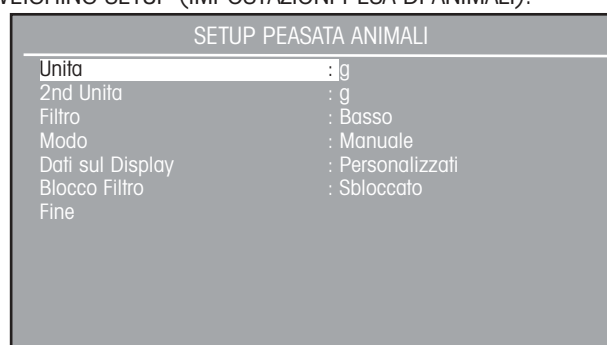 WEIGHING SETUP (IMPOSTAZIONI PESA DI ANIMALI):
SETUP PEASATA ANIMALI
Unita : g
2nd Unita : g
Filtro : Basso
Modo : Manuale
Dati sul Display : Personalizzati
Blocco Filtro : Sbloccato
Fine